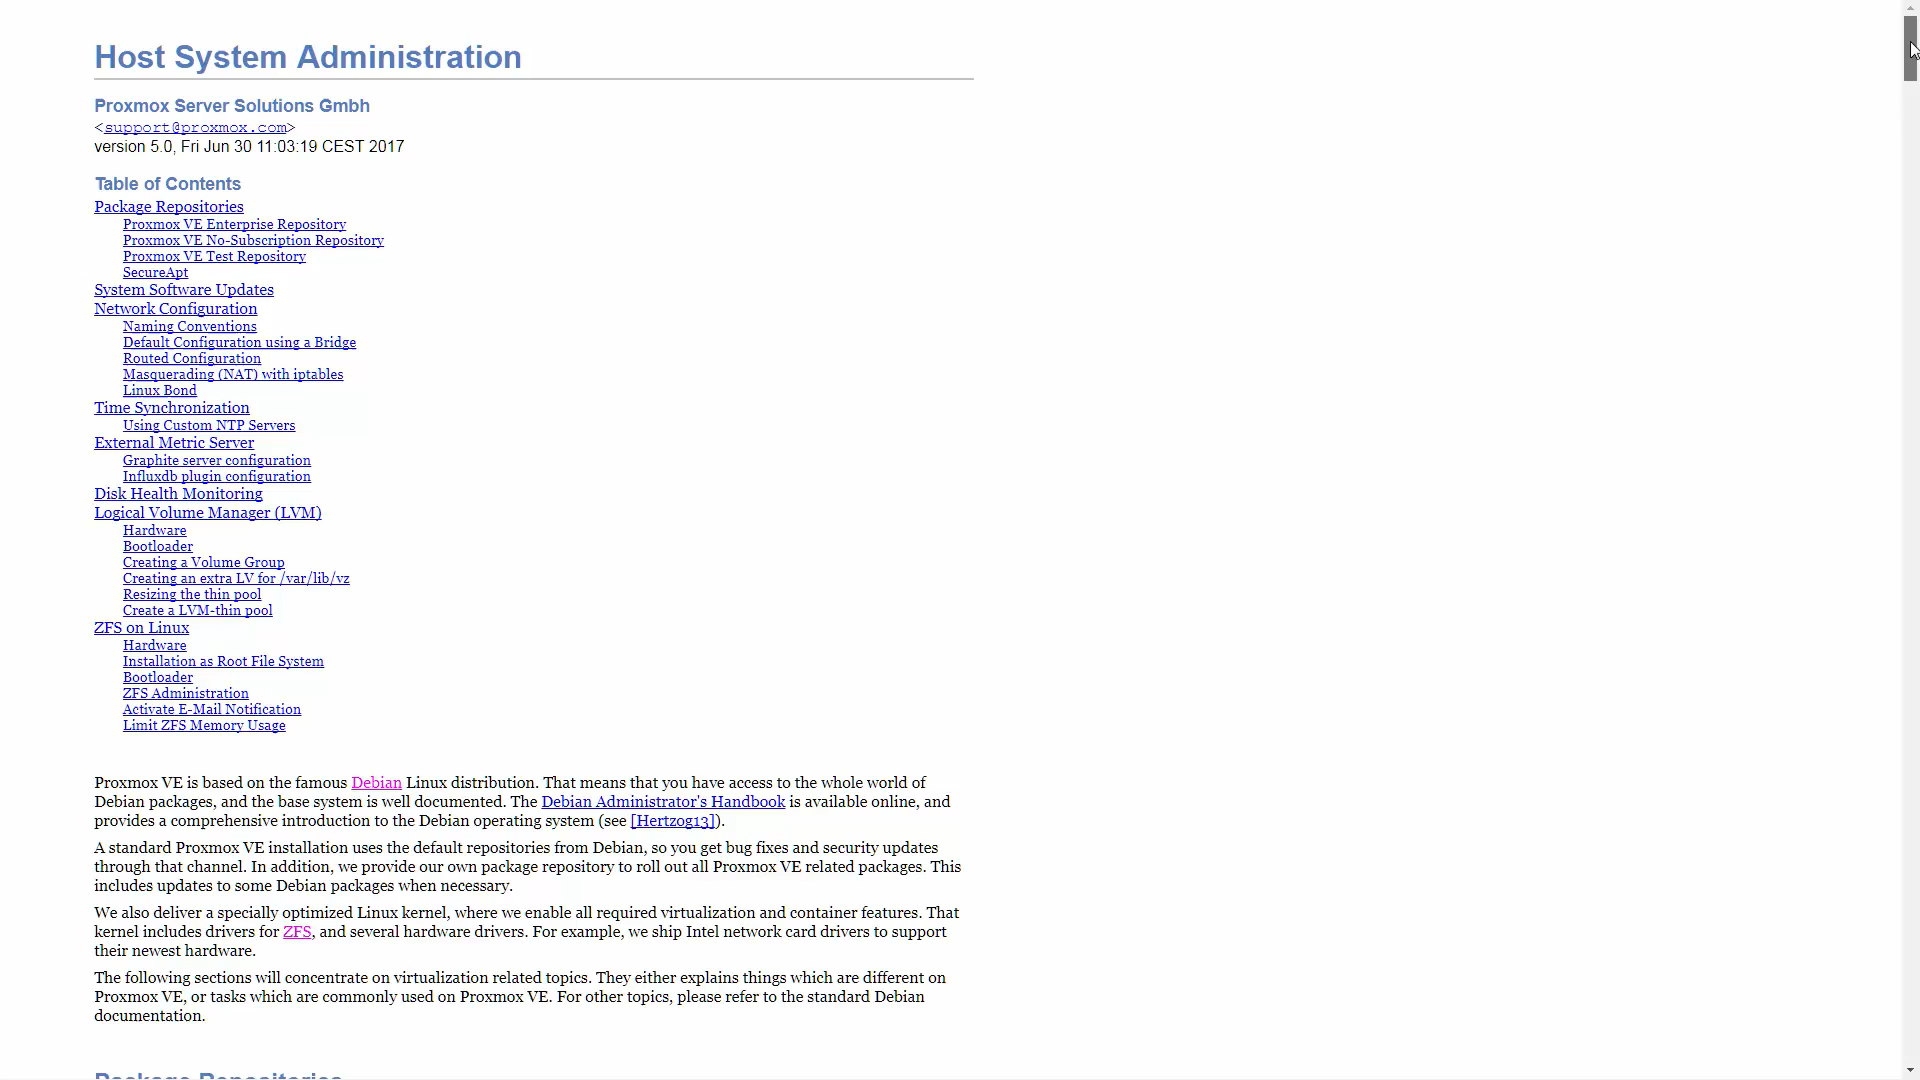 Host System Administration
Proxmox Server Solutions Gmbh
<support@proxmox.com>
version 5.0, Fri Jun 30 11:03:19 CEST 2017
Table of Contents
Package Repositories
Proxmox VE Enterprise Repository
Proxmox VE No-Subscription Repository
Proxmox VE Test Repository
SecureApt
System Software Updates
Network Configuration
Naming Conventions
Default Configuration using a Bridge
Routed Configuration
Masquerading (NAT) with iptables
Linux Bond
Time Synchronization
Using Custom NTP Servers
External Metric Server
Graphite server configuration
Influxdb plugin configuration
Disk Health Monitoring
Logical Volume Manager (LVM)
Hardware
Bootloader
Creating a Volume Group
Creating an extra LV for /var/lib/vz
Resizing the thin pool
Create a LVM-thin pool
ZFS on Linux
Hardware
Installation as Root File System
Bootloader
ZFS Administration
Activate E-Mail Notification
Limit ZFS Memory Usage
Proxmox VE is based on the famous Debian Linux distribution. That means that you have access to the whole world of
Debian packages, and the base system is well documented. The Debian Administrator's Handbook is available online, and
provides a comprehensive introduction to the Debian operating system (see [Hertzog13]).
A standard Proxmox VE installation uses the default repositories from Debian, so you get bug fixes and security updates
through that channel. In addition, we provide our own package repository to roll out all Proxmox VE related packages. This
includes updates to some Debian packages when necessary.
We also deliver a specially optimized Linux kernel, where we enable all required virtualization and container features. That
kernel includes drivers for ZFS, and several hardware drivers. For example, we ship Intel network card drivers to support
their newest hardware.
The following sections will concentrate on virtualization related topics. They either explains things which are different on
Proxmox VE, or tasks which are commonly used on Proxmox VE. For other topics, please refer to the standard Debian
documentation.
Package Repositories